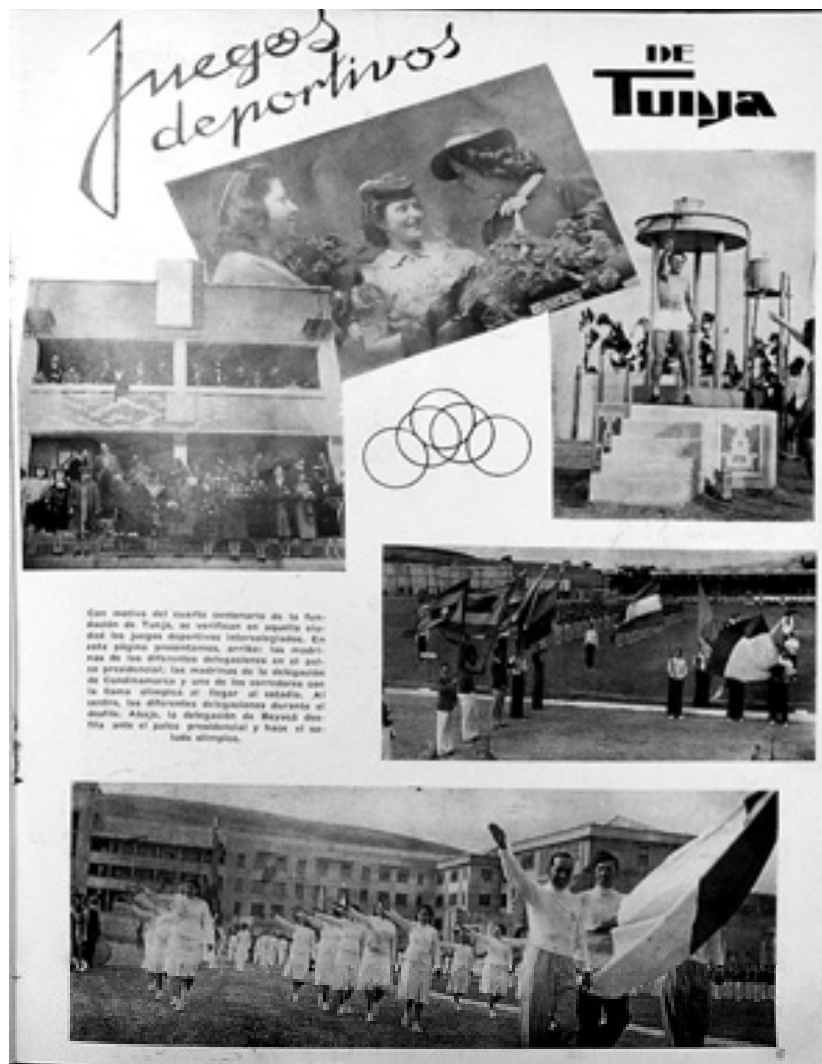 Juegos
deportivos
DE
Tunja
Con motivo del cuarto centenario de la fun-
dación de Tunja, se verifican en aquella ciu-
dad los juegos deportivos intercolegiados. En
esta página presentamos, arriba: las madri-
nas de las diferentes delegaciones en el pal-
co presidencial; las madrinas de la delegación
de Cundinamarca y uno de los corredores con
la llama olímpica al llegar al estadio. Al
centro, las diferentes delegaciones durante el
desfile. Abajo, la delegación de Boyacá des-
fila ante el palco presidencial y hace el sa-
ludo olímpico.